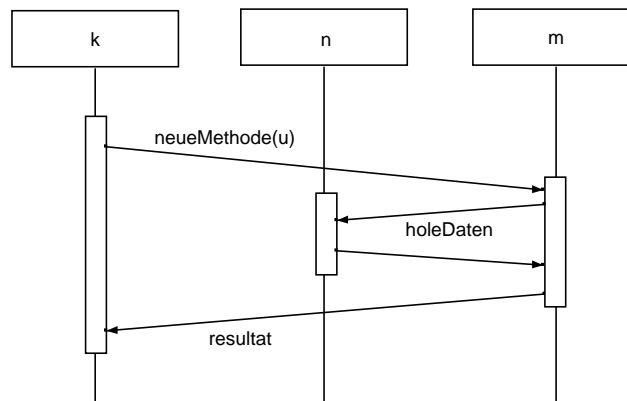 k
n
m
neueMethode(u)
holeDaten
resultat